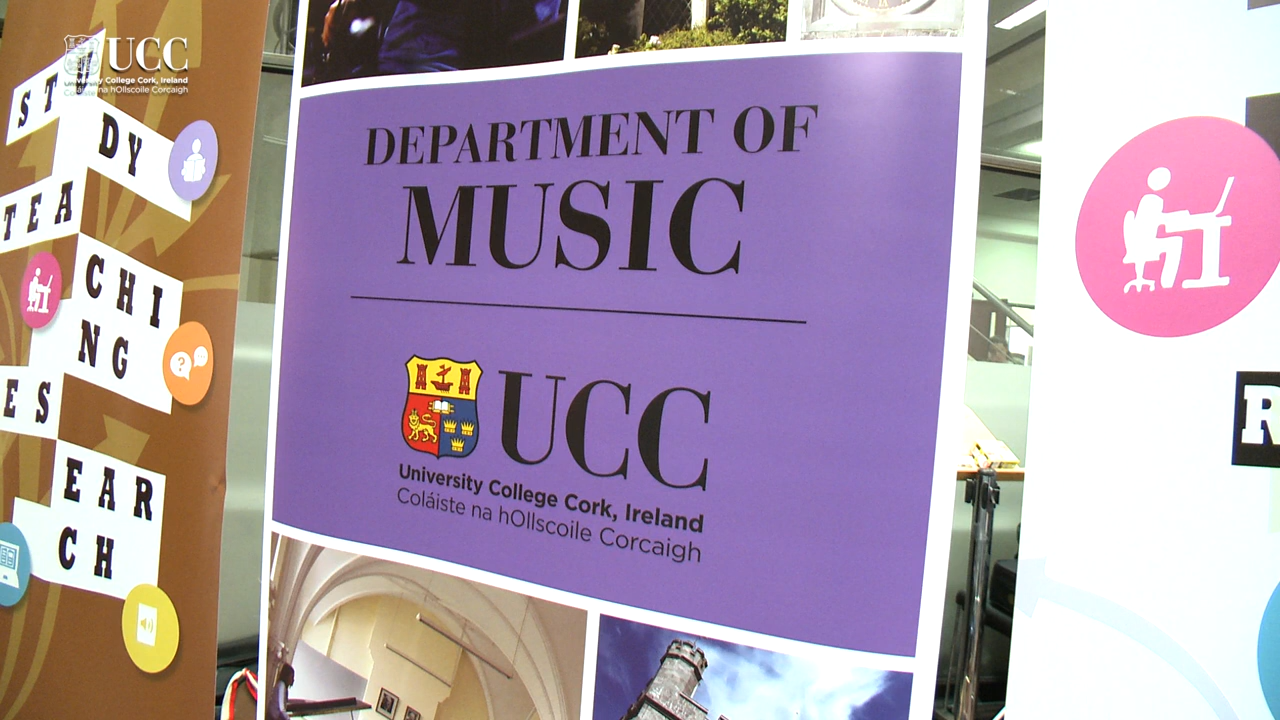 UCC
University College Cork, Ireland
Coláiste na hOllscoile Corcaigh
ST
DY
TEA
CHI
NG
ES
EAR
CH
DEPARTMENT OF
MUSIC
UCC
University College Cork, Ireland
Coláiste na hOllscoile Corcaigh
R